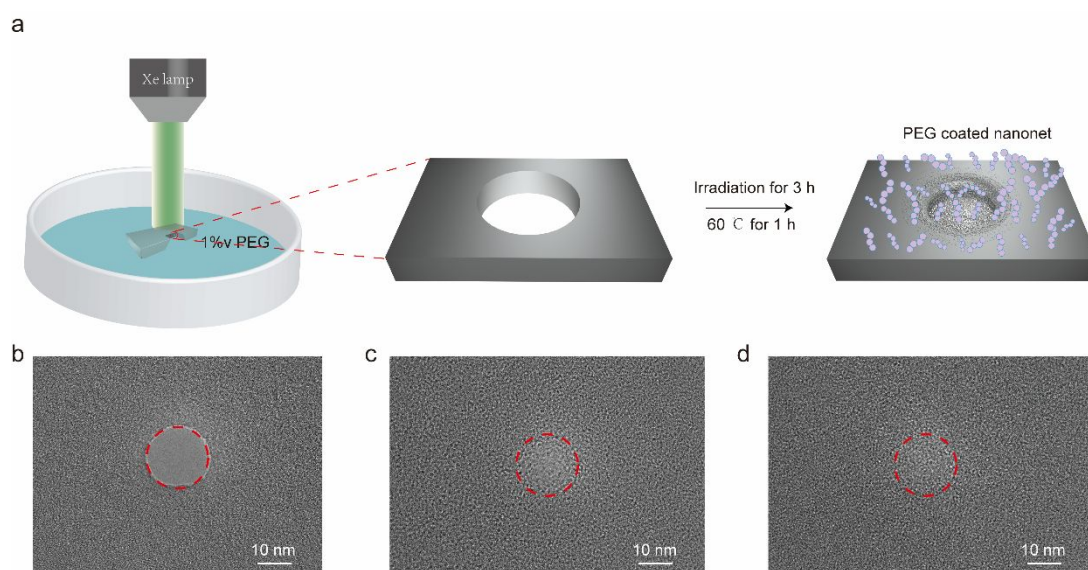 a
Xe lamp
1%v PEG
Irradiation for 3 h
60 ℃ for 1 h
PEG coated nanonet
b
c
d
10 nm
10 nm
10 nm